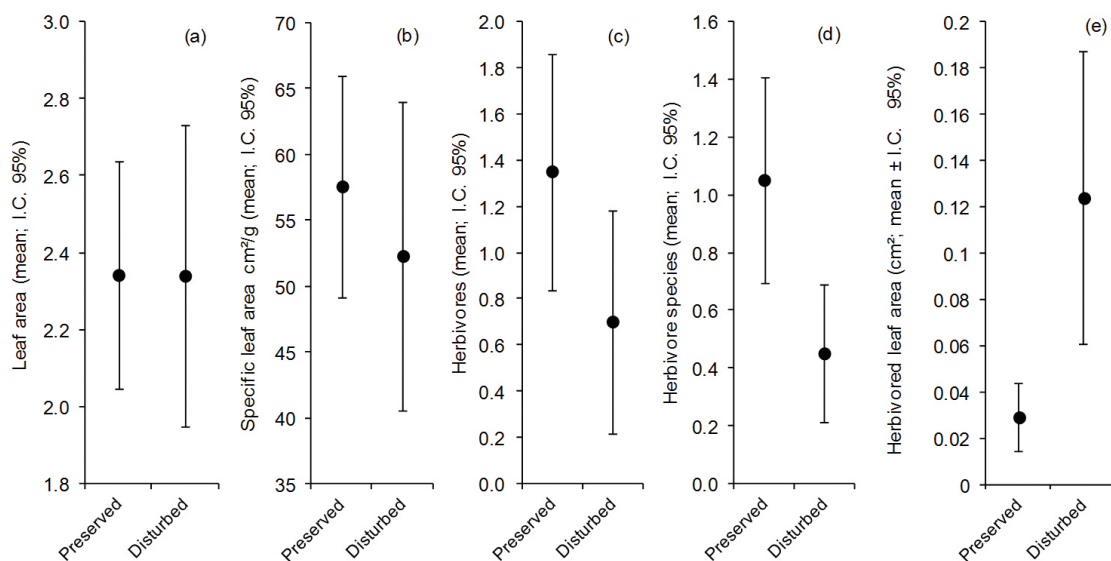 Leaf area (mean; I.C. 95%)
3.0
2.8
2.6
2.4
2.2
2.0
1.8
(a)
Preserved
Disturbed
Specific leaf area cm²/g (mean; I.C. 95%)
70
65
60
55
50
45
40
35
(b)
Preserved
Disturbed
Herbivores (mean; I.C. 95%)
2.0
1.8
1.6
1.4
1.2
1.0
0.8
0.6
0.4
0.2
0.0
(c)
Preserved
Disturbed
Herbivore species (mean; I.C. 95%)
1.6
1.4
1.2
1.0
0.8
0.6
0.4
0.2
0.0
(d)
Preserved
Disturbed
Herbivored leaf area (cm²; mean ± I.C. 95%)
0.2
0.18
0.16
0.14
0.12
0.1
0.08
0.06
0.04
0.02
0
(e)
Preserved
Disturbed